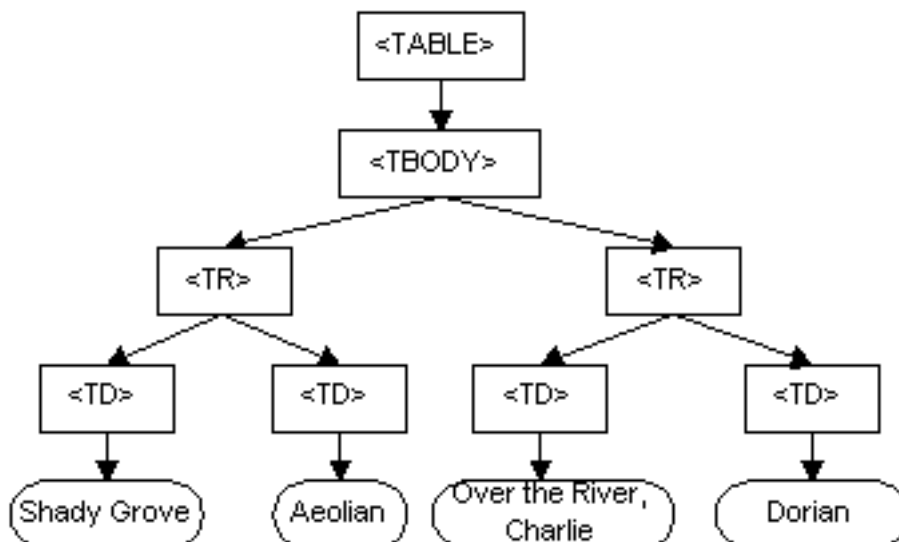 <TABLE>
<TBODY>
<TR>
<TR>
<TD>
<TD>
<TD>
<TD>
Shady Grove
Aeolian
Over the River,
Charlie
Dorian